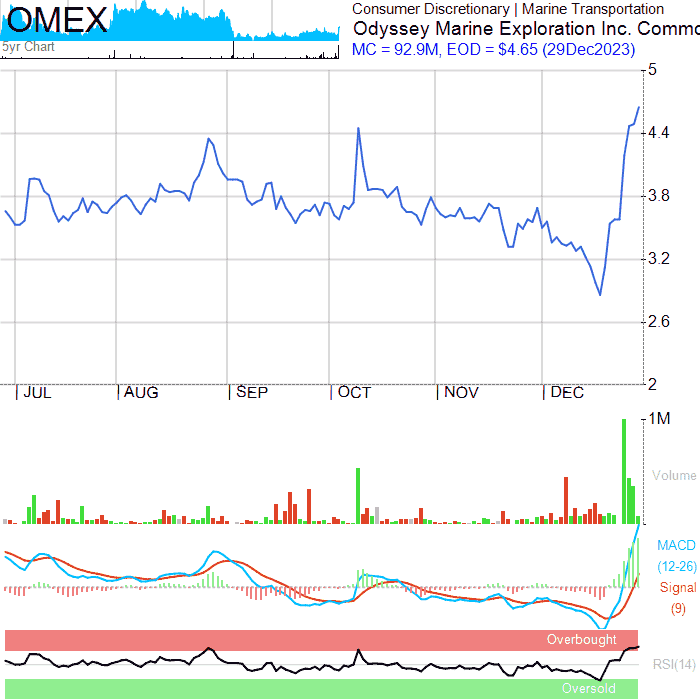 OMEX
Consumer Discretionary | Marine Transportation
Odyssey Marine Exploration Inc. Commo
5yr Chart
MC = 92.9M, EOD = $4.65 (29Dec2023)
5
4.4
3.8
3.2
2.6
2
JUL AUG SEP OCT NOV DEC
1M
Volume
MACD
(12-26)
Signal
(9)
Overbought
RSI(14)
Oversold